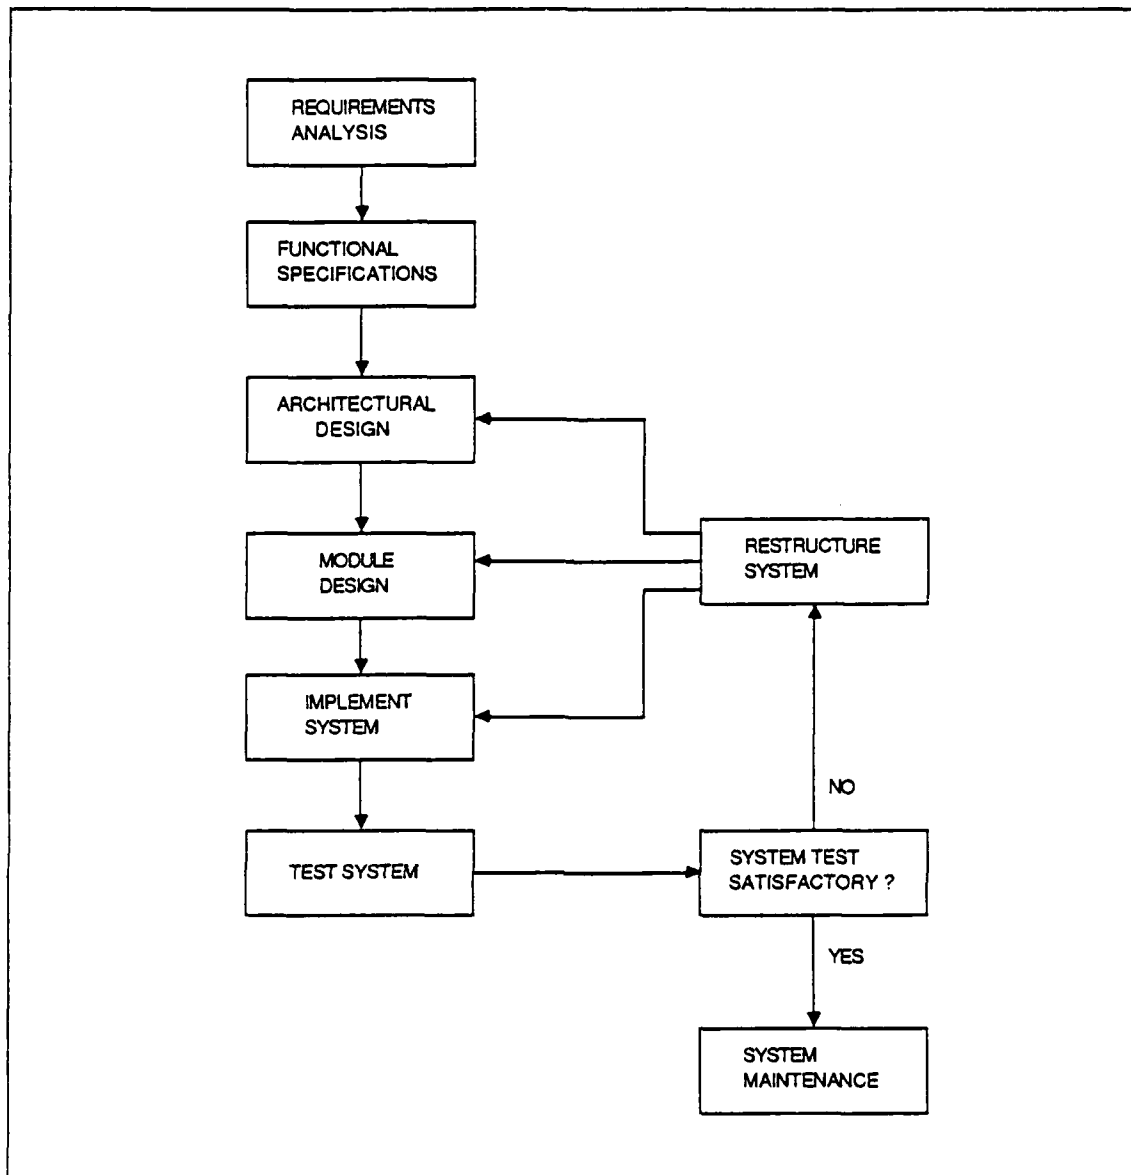 REQUIREMENTS
ANALYSIS
FUNCTIONAL
SPECIFICATIONS
ARCHITECTURAL
DESIGN
MODULE
DESIGN
RESTRUCTURE
SYSTEM
IMPLEMENT
SYSTEM
NO
TEST SYSTEM
SYSTEM TEST
SATISFACTORY ?
YES
SYSTEM
MAINTENANCE